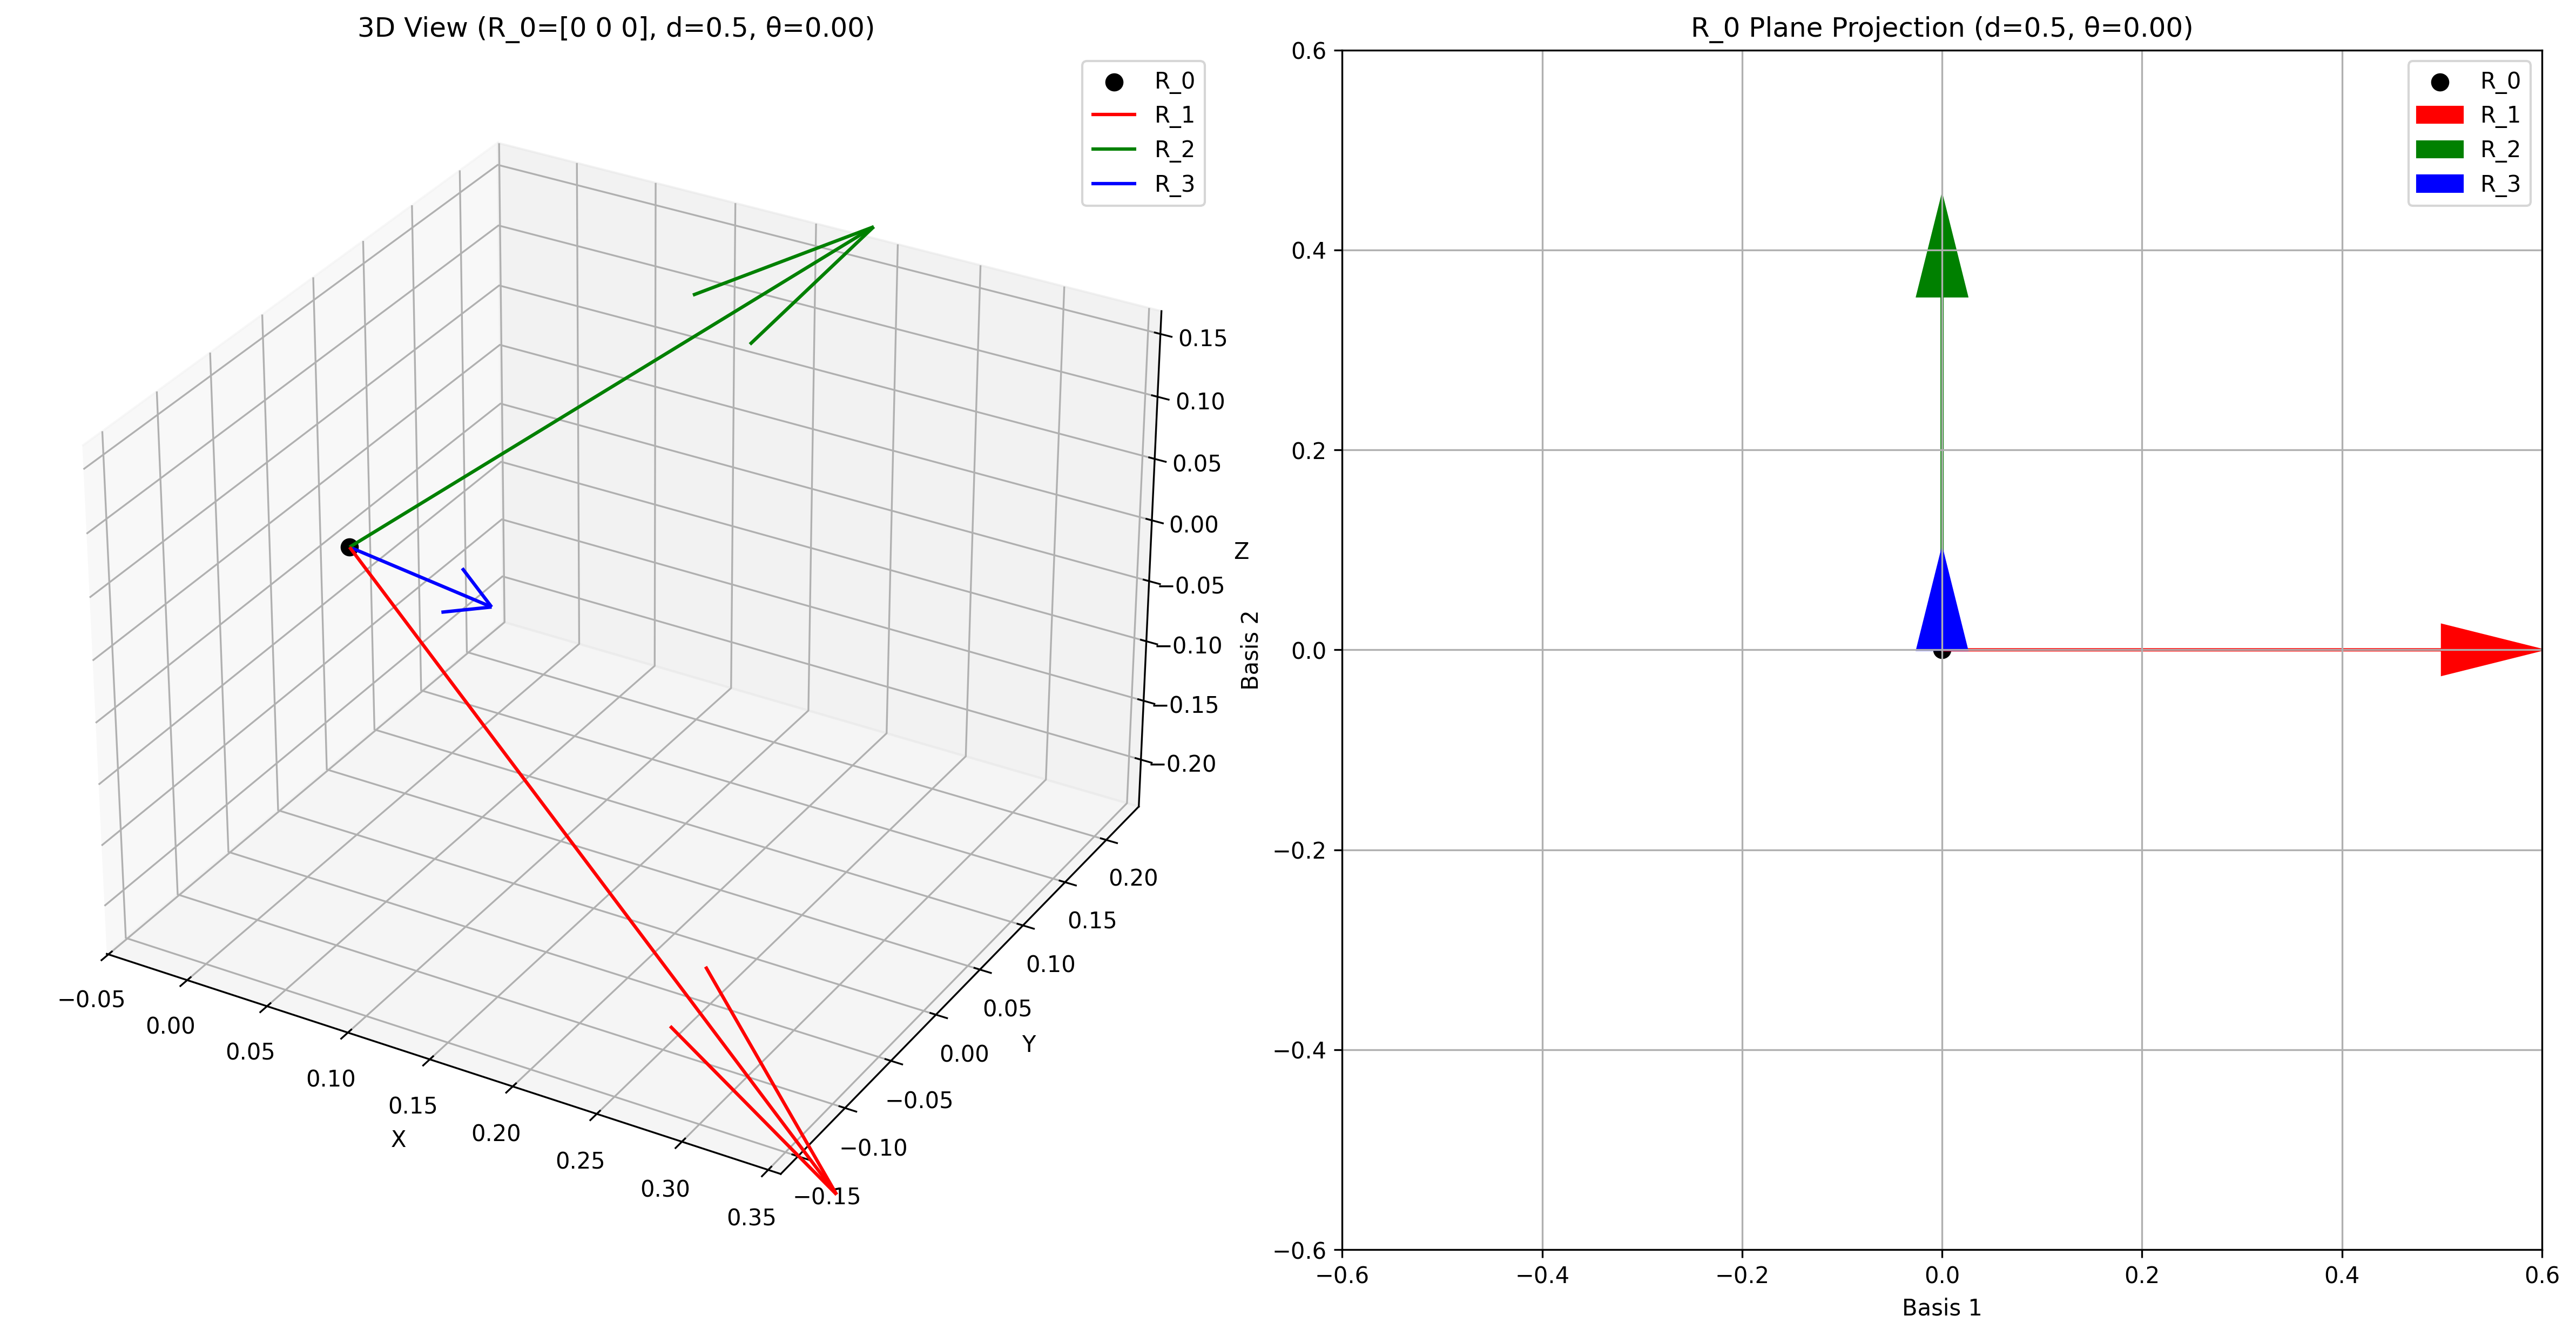 3D View (R_0=[0 0 0], d=0.5, θ=0.00)
R_0
R_1
R_2
R_3
0.15
0.10
0.05
0.00
−0.05
−0.10
−0.15
−0.20
Z
0.20
0.15
0.10
0.05
0.00
−0.05
−0.10
−0.15
Y
−0.05
0.00
0.05
0.10
0.15
0.20
0.25
0.30
0.35
X
R_0 Plane Projection (d=0.5, θ=0.00)
R_0
R_1
R_2
R_3
0.6
0.4
0.2
0.0
−0.2
−0.4
−0.6
Basis 2
−0.6
−0.4
−0.2
0.0
0.2
0.4
0.6
Basis 1